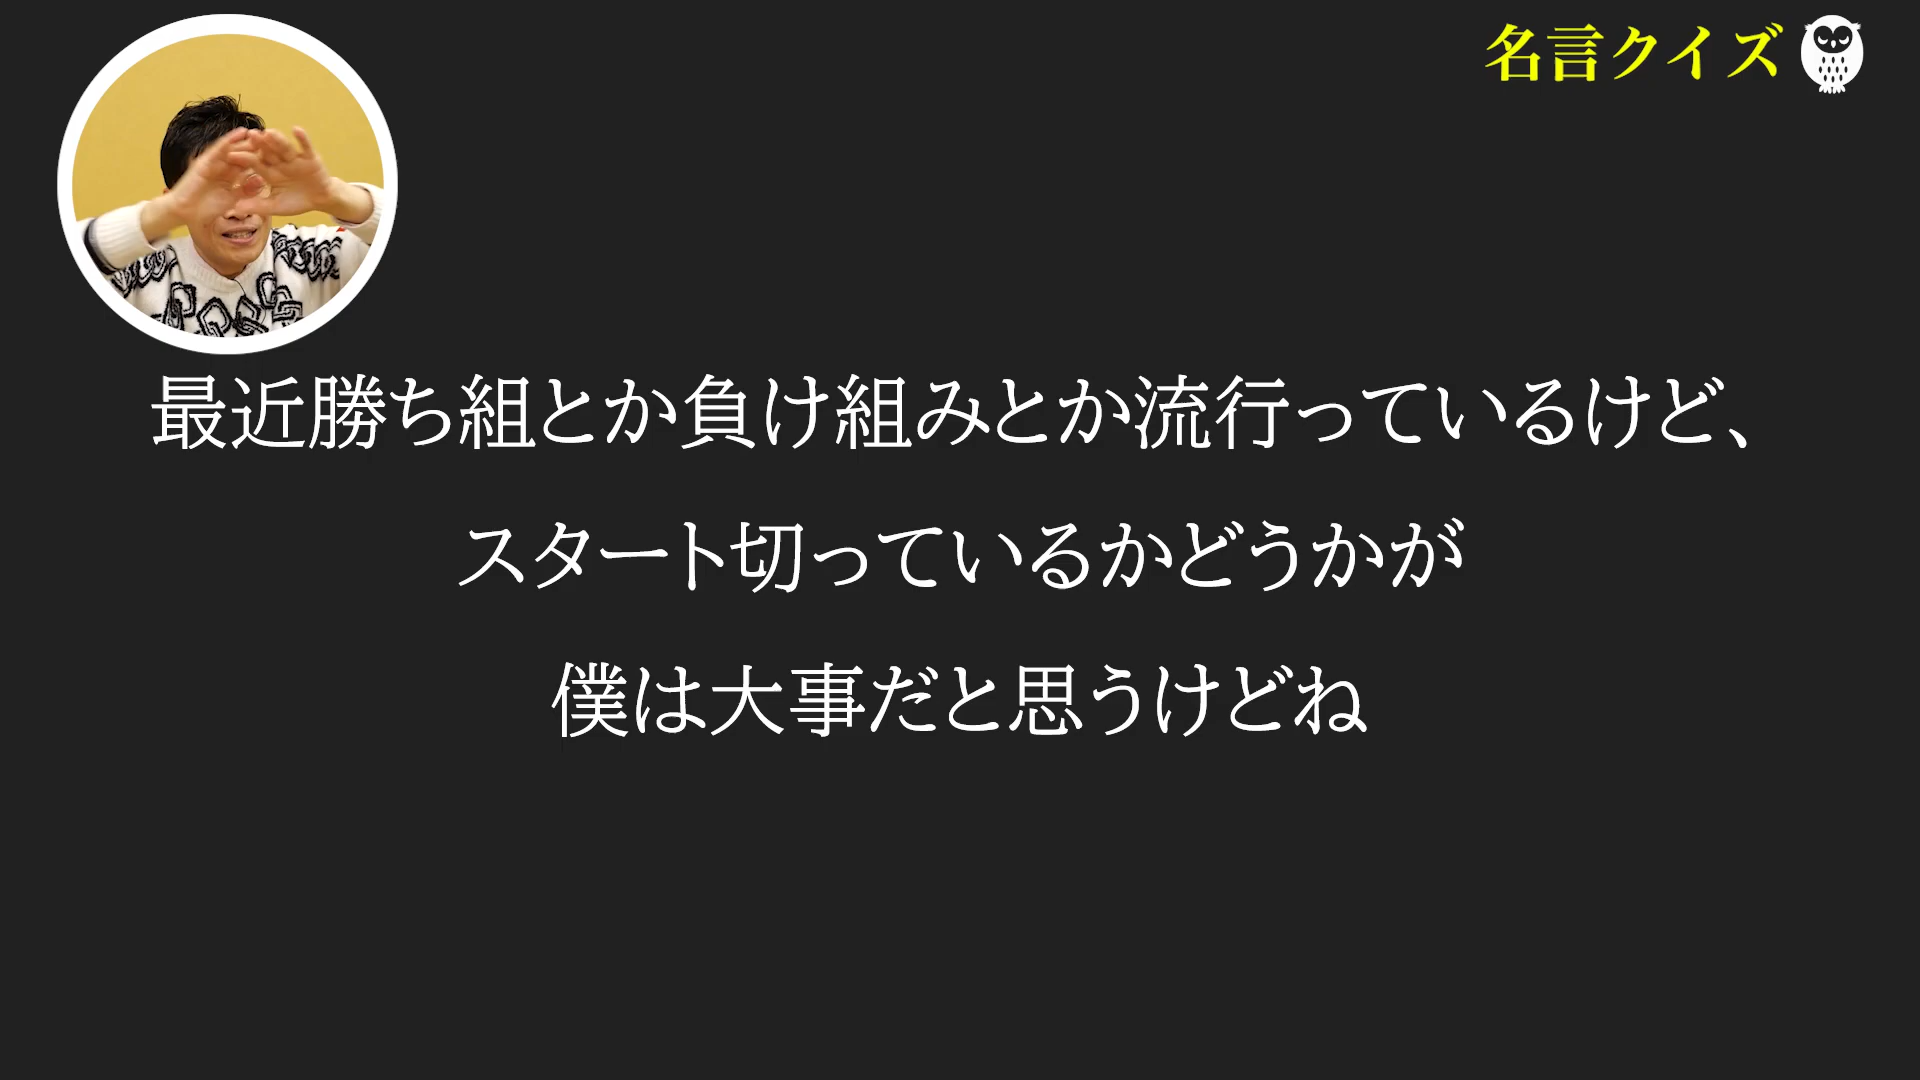 名言クイズ
最近勝ち組とか負け組みとか流行っているけど、
スタート切っているかどうかが
僕は大事だと思うけどね